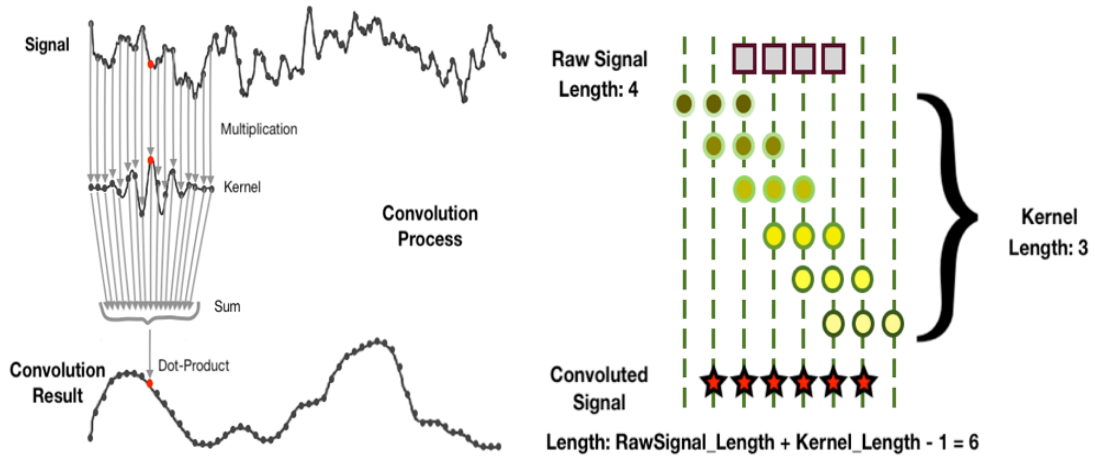 Signal
Multiplication
Kernel
Convolution
Process
Sum
Dot-Product
Convolution
Result
Raw Signal
Length: 4
Kernel
Length: 3
Convoluted
Signal
Length: RawSignal_Length + Kernel_Length - 1 = 6